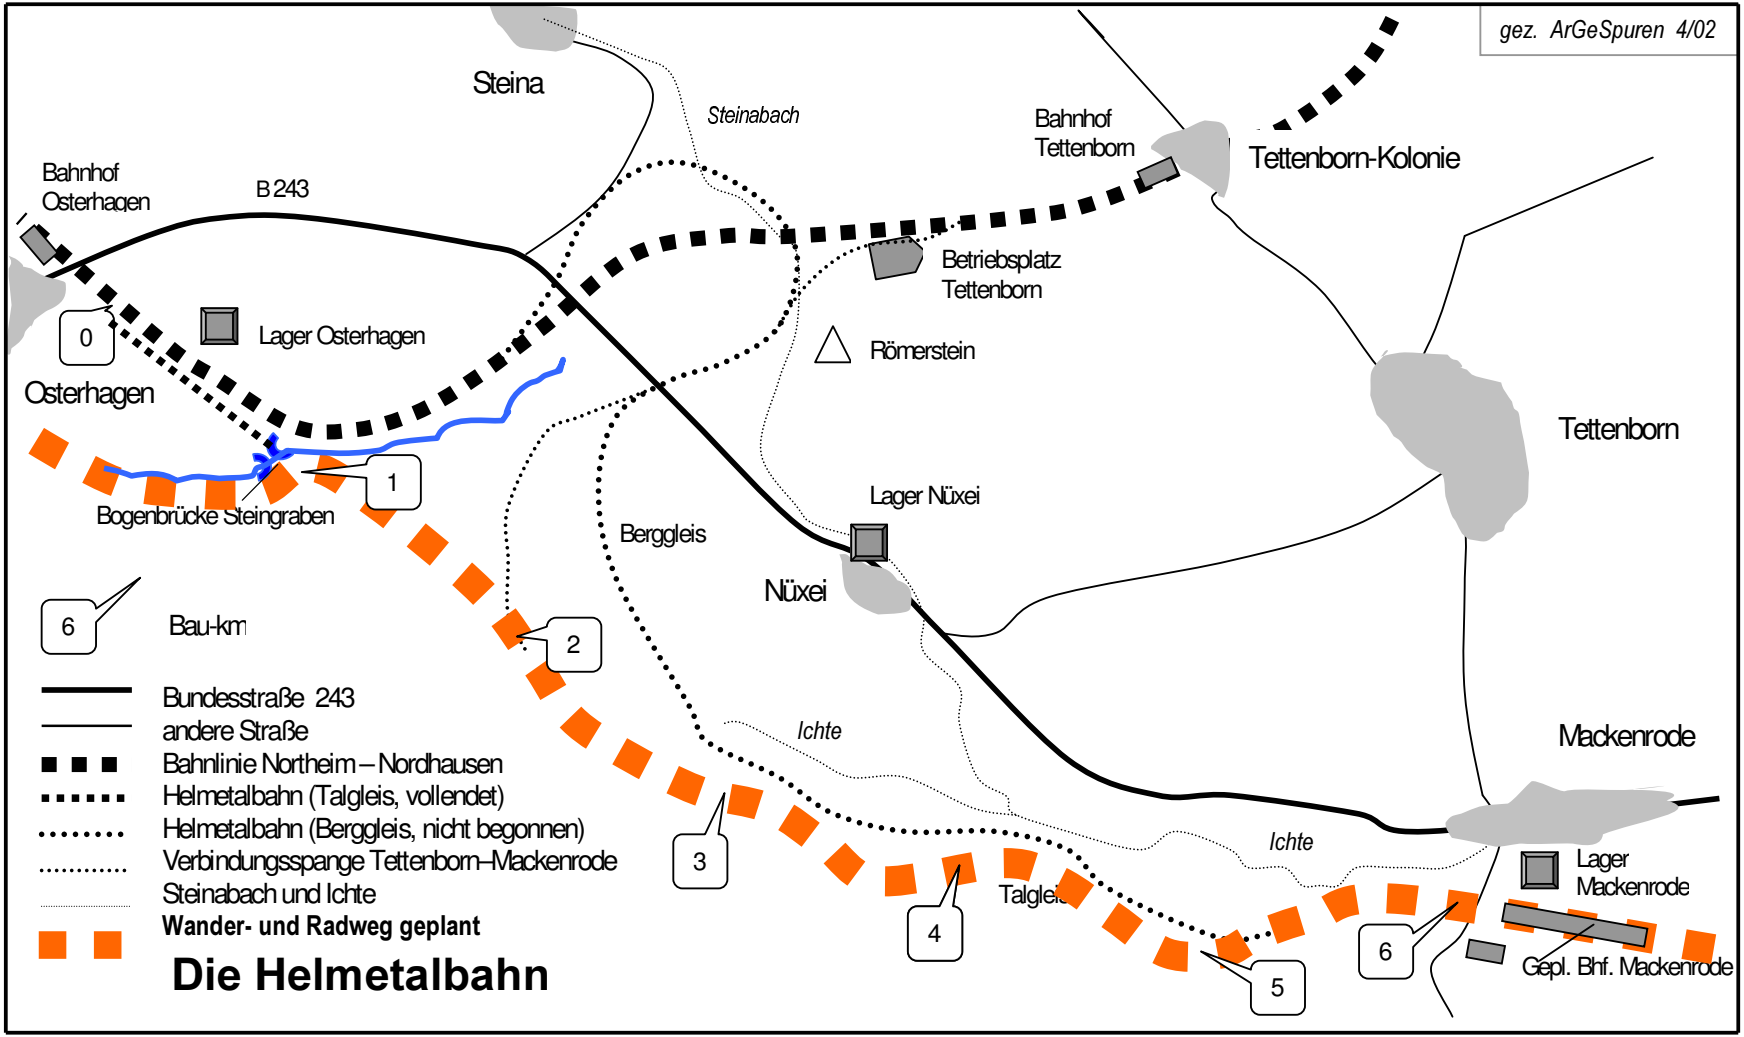 gez. ArGeSpuren 4/02
Steina
Steinabach
Bahnhof
Tettenborn
Tettenborn-Kolonie
Bahnhof
Osterhagen
B 243
Betriebsplatz
Tettenborn
0
Lager Osterhagen
Römerstein
Osterhagen
Tettenborn
1
Lager Nüxei
Bogenbrücke Steingraben
Berggleis
Nüxei
6
Bau-km
2
Bundesstraße 243
andere Straße
Bahnlinie Northeim – Nordhausen
Helmetalbahn (Talgleis, vollendet)
Helmetalbahn (Berggleis, nicht begonnen)
Verbindungsspange Tettenborn–Mackenrode
Steinabach und Ichte
Wander- und Radweg geplant
Die Helmetalbahn
Ichte
Mackenrode
3
Ichte
Talgleis
4
Lager
Mackenrode
6
5
Gepl. Bhf. Mackenrode